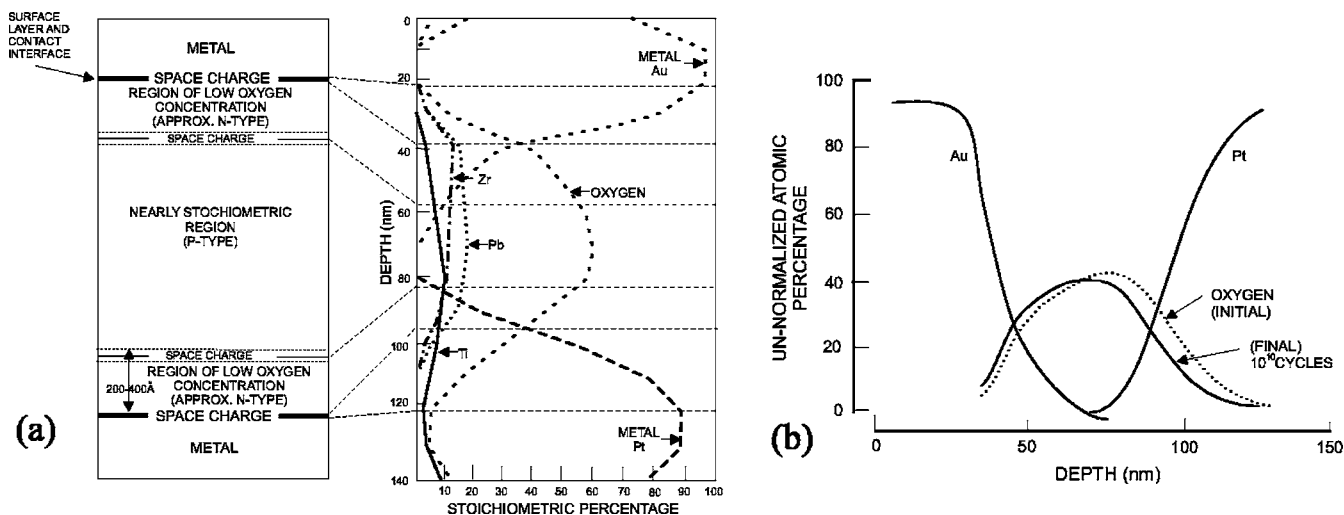 SURFACE
LAYER AND
CONTACT
INTERFACE
METAL
SPACE CHARGE
REGION OF LOW OXYGEN
CONCENTRATION
(APPROX. N-TYPE)
SPACE CHARGE
NEARLY STOCHIOMETRIC
REGION
(P-TYPE)
SPACE CHARGE
200-400Å
REGION OF LOW OXYGEN
CONCENTRATION
(APPROX. N-TYPE)
SPACE CHARGE
METAL
(a)
0
20
40
60
80
100
120
140
DEPTH (nm)
METAL
Au
Zr
OXYGEN
Pb
Ti
METAL
Pt
10 20 30 40 50 60 70 80 90 100
STOICHIOMETRIC PERCENTAGE
(b)
UN-NORMALIZED ATOMIC
PERCENTAGE
100
80
60
40
20
0
Au
Pt
OXYGEN
(INITIAL)
(FINAL)
10¹⁰CYCLES
0 50 100 150
DEPTH (nm)